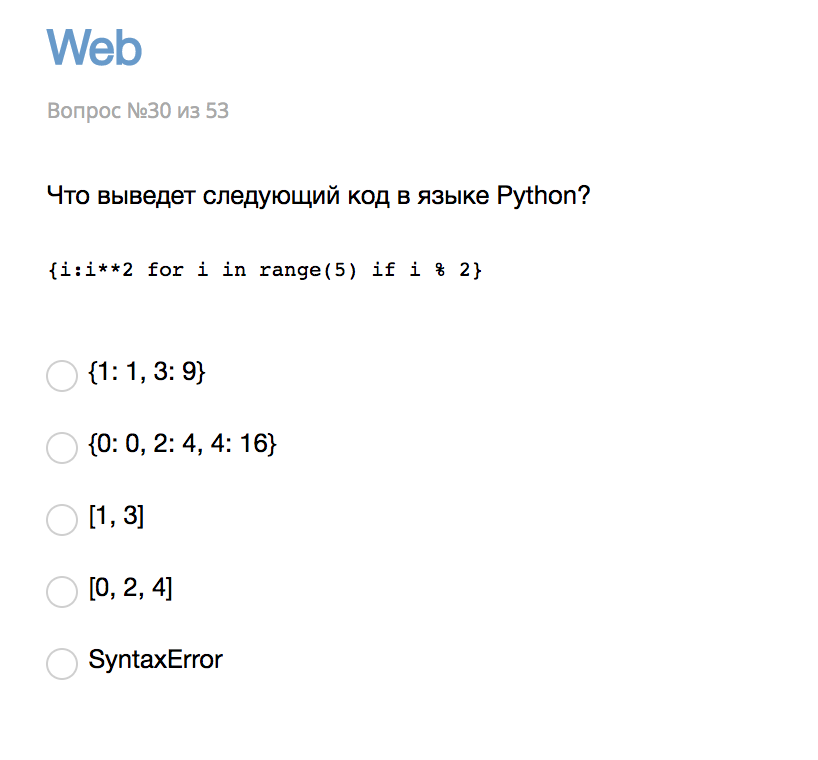 Web
Вопрос №30 из 53
Что выведет следующий код в языке Python?
{i:i**2 for i in range(5) if i % 2}
{1: 1, 3: 9}
{0: 0, 2: 4, 4: 16}
[1, 3]
[0, 2, 4]
SyntaxError